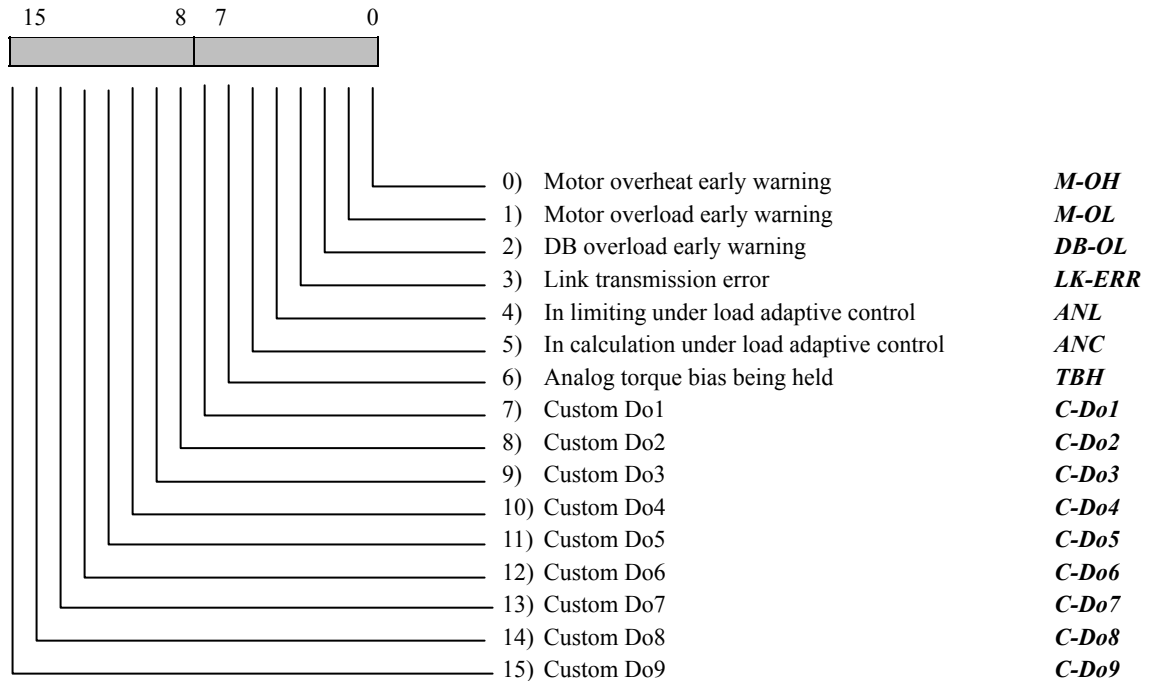 15 8 7 0
0) Motor overheat early warning M-OH
1) Motor overload early warning M-OL
2) DB overload early warning DB-OL
3) Link transmission error LK-ERR
4) In limiting under load adaptive control ANL
5) In calculation under load adaptive control ANC
6) Analog torque bias being held TBH
7) Custom Do1 C-Do1
8) Custom Do2 C-Do2
9) Custom Do3 C-Do3
10) Custom Do4 C-Do4
11) Custom Do5 C-Do5
12) Custom Do6 C-Do6
13) Custom Do7 C-Do7
14) Custom Do8 C-Do8
15) Custom Do9 C-Do9